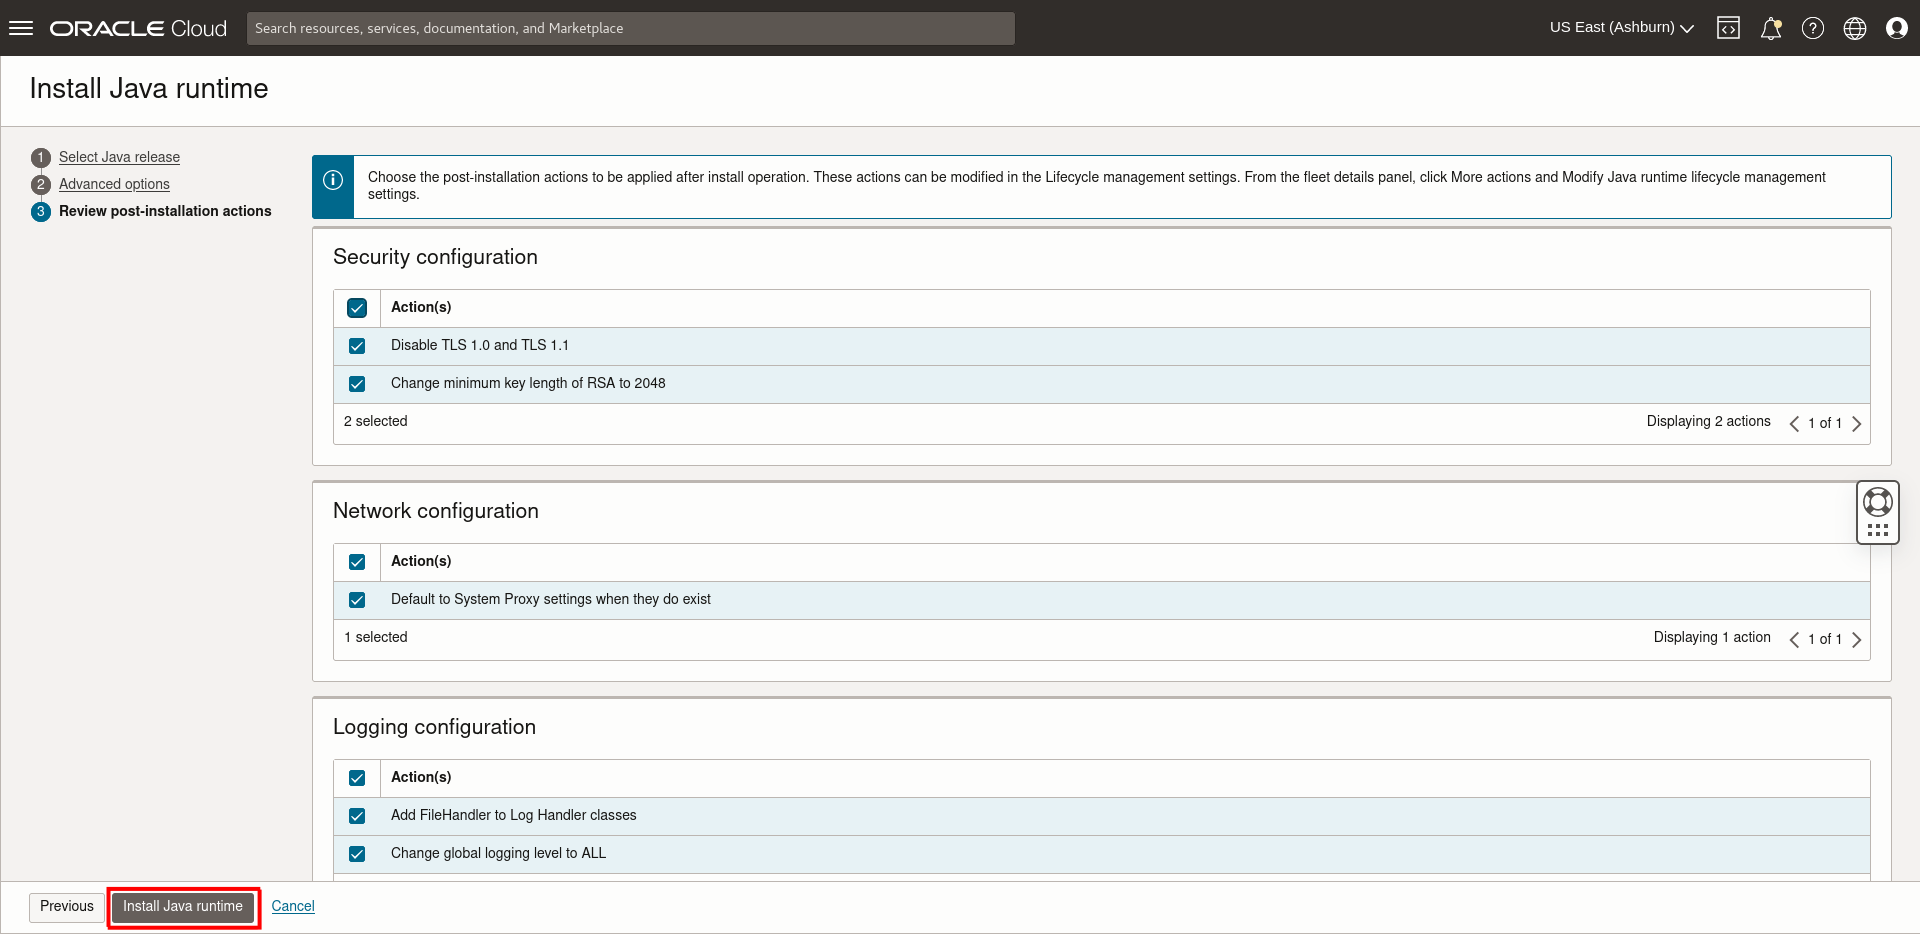 ORACLE Cloud
Search resources, services, documentation, and Marketplace
US East (Ashburn)
Install Java runtime
1 Select Java release
2 Advanced options
3 Review post-installation actions
Choose the post-installation actions to be applied after install operation. These actions can be modified in the Lifecycle management settings. From the fleet details panel, click More actions and Modify Java runtime lifecycle management
settings.
Security configuration
Action(s)
Disable TLS 1.0 and TLS 1.1
Change minimum key length of RSA to 2048
2 selected
Displaying 2 actions
1 of 1
Network configuration
Action(s)
Default to System Proxy settings when they do exist
1 selected
Displaying 1 action
1 of 1
Logging configuration
Action(s)
Add FileHandler to Log Handler classes
Change global logging level to ALL
Previous
Install Java runtime
Cancel